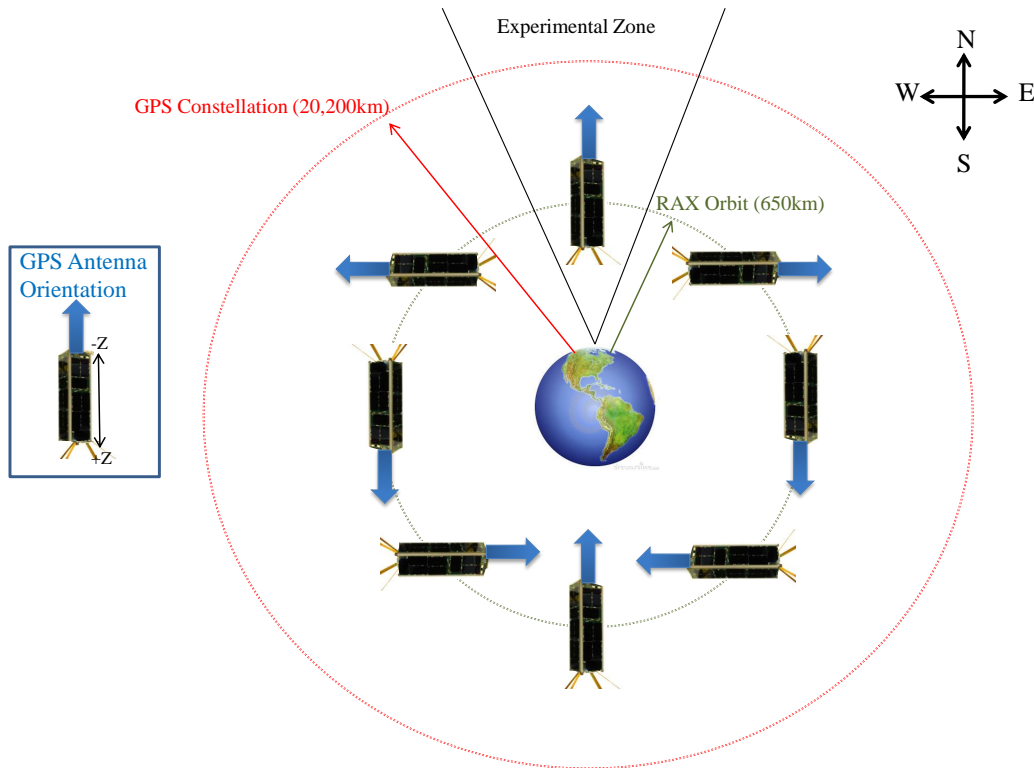 Experimental Zone
N
W
E
S
GPS Constellation (20,200km)
RAX Orbit (650km)
GPS Antenna
Orientation
-Z
+Z